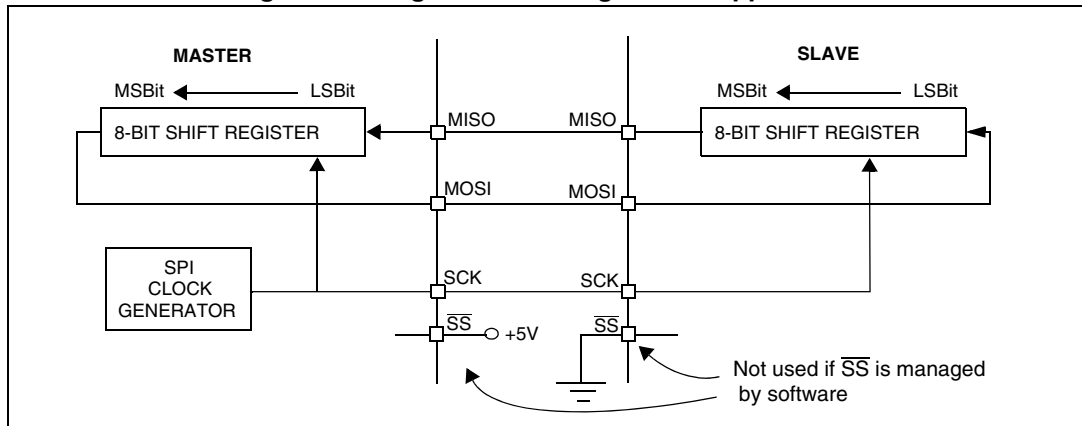 MASTER
SLAVE
MSBit LSBit
MSBit LSBit
8-BIT SHIFT REGISTER
MISO
MISO
8-BIT SHIFT REGISTER
MOSI
MOSI
SPI
CLOCK
GENERATOR
SCK
SCK
SS
+5V
SS
Not used if SS is managed
by software